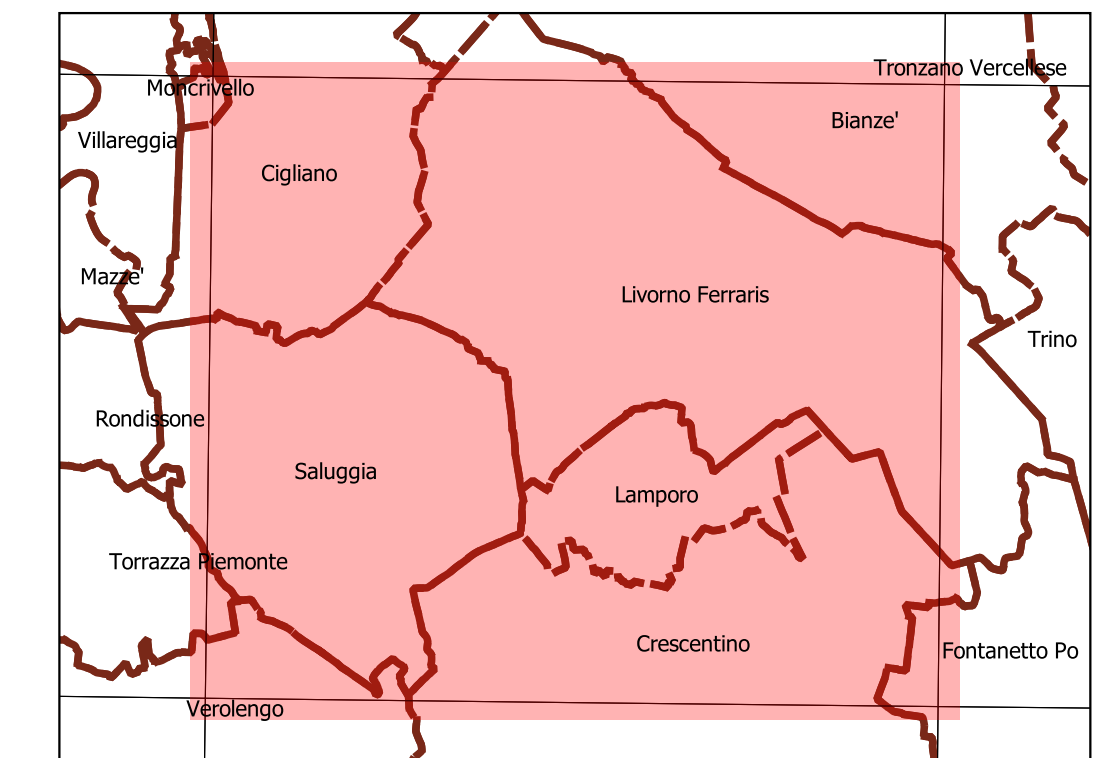 Tronzano Vercellese
Moncrivello
Bianze'
Villareggia
Cigliano
Mazze'
Livorno Ferraris
Trino
Rondissone
Saluggia
Lamporo
Torrazza Piemonte
Crescentino
Fontanetto Po
Verolengo